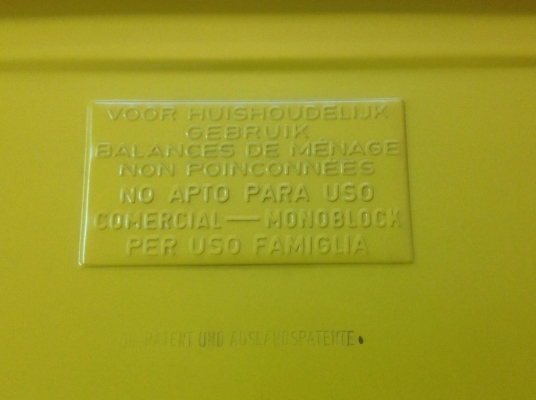 VOOR HUISHOUDELIJK
GEBRUIK
BALANCES DE MÉNAGE
NON POINCONNÉES
NO APTO PARA USO
COMERCIAL — MONOBLOCK
PER USO FAMIGLIA
PATENT UND AUSLANDSPATENTE